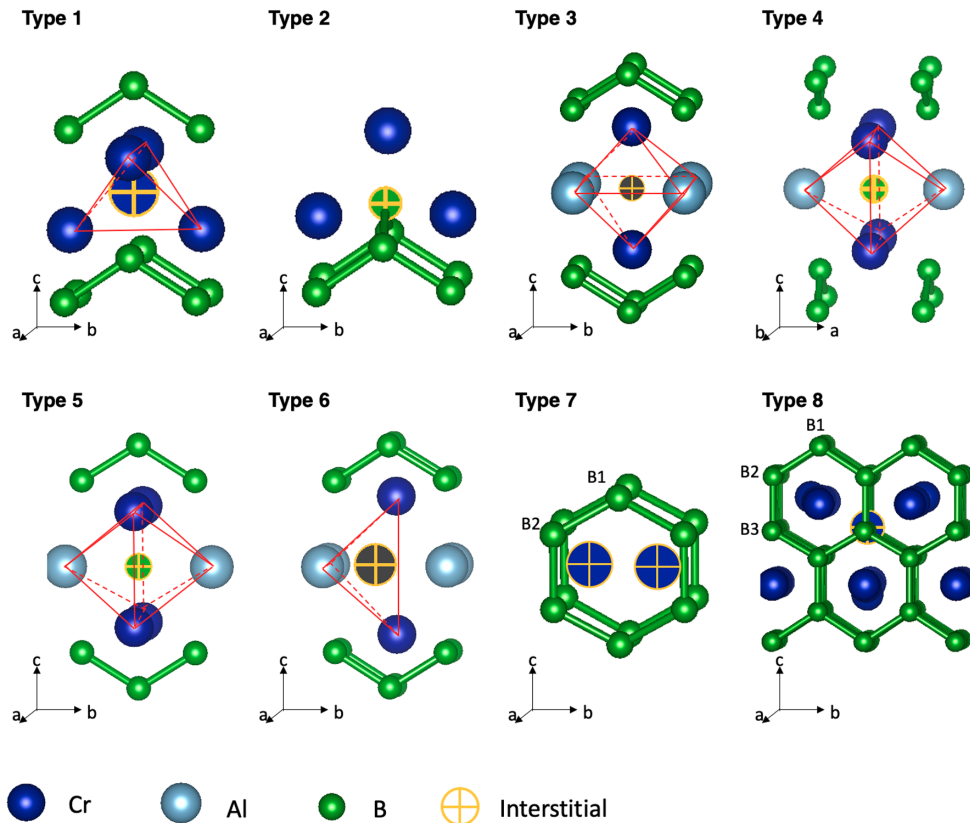 Type 1
Type 2
Type 3
Type 4
c
a
b
c
a
b
c
a
b
c
b
a
Type 5
Type 6
Type 7
Type 8
B1
B2
B1
B2
B3
c
a
b
c
a
b
c
a
b
c
a
b
Cr
Al
B
Interstitial